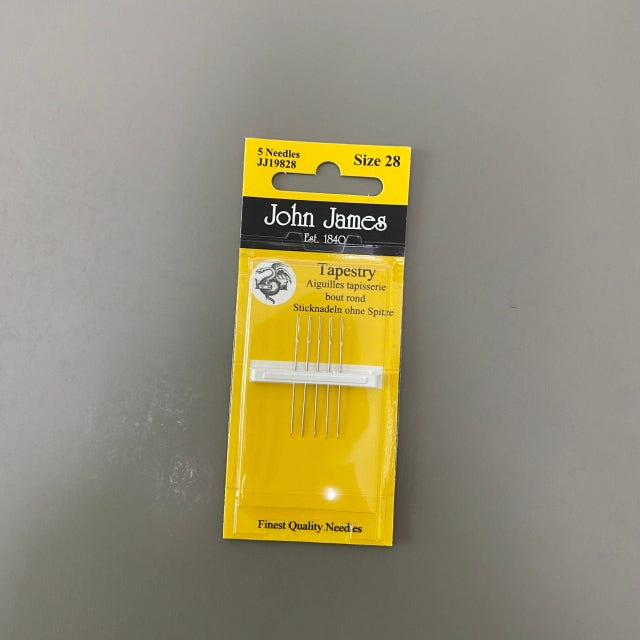 5 Needles
JJ19828
Size 28
John James
Est. 1840
Tapestry
Aiguilles tapisserie
bout rond
Sticknadeln ohne Spitze
Finest Quality Needles